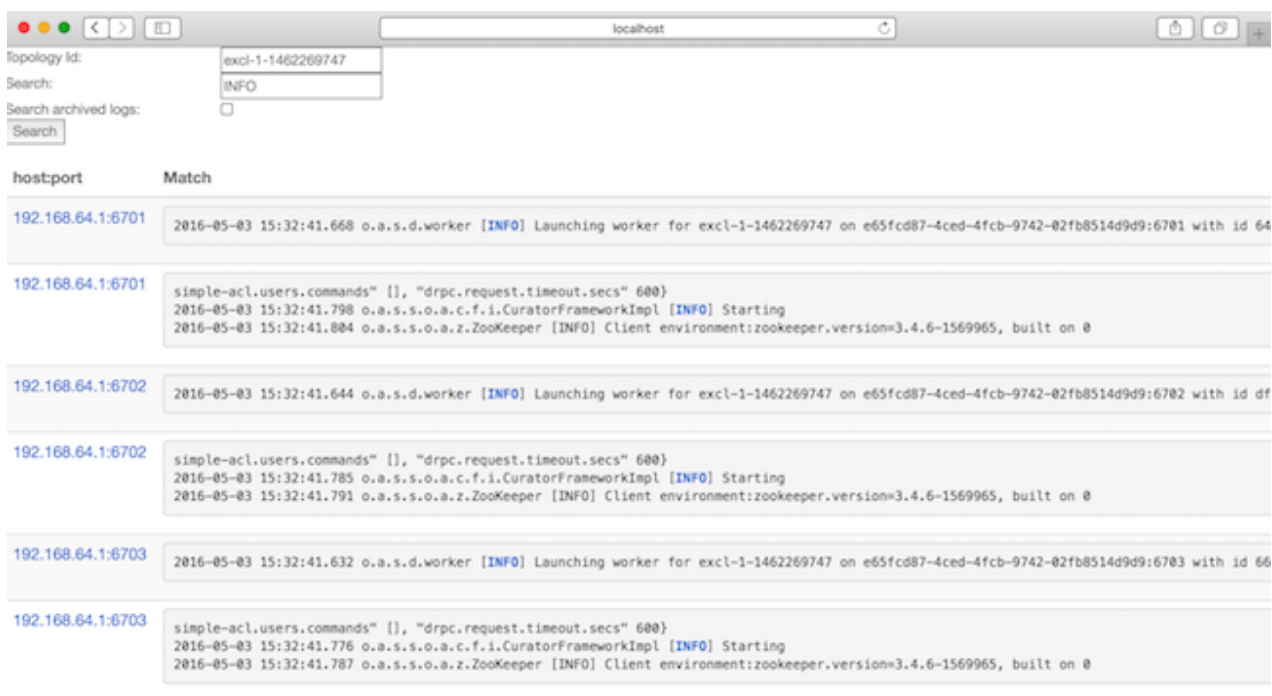 localhost
Topology Id:
excl-1-1462269747
Search:
INFO
Search archived logs:
Search
host:port Match
192.168.64.1:6701
2016-05-03 15:32:41.668 o.a.s.d.worker [INFO] Launching worker for excl-1-1462269747 on e65fcd87-4ced-4fcb-9742-02fb8514d9d9:6701 with id 64
192.168.64.1:6701
simple-acl.users.commands" [], "drpc.request.timeout.secs" 600}
2016-05-03 15:32:41.798 o.a.s.s.o.a.c.f.i.CuratorFrameworkImpl [INFO] Starting
2016-05-03 15:32:41.804 o.a.s.s.o.a.z.ZooKeeper [INFO] Client environment:zookeeper.version=3.4.6-1569965, built on 0
192.168.64.1:6702
2016-05-03 15:32:41.644 o.a.s.d.worker [INFO] Launching worker for excl-1-1462269747 on e65fcd87-4ced-4fcb-9742-02fb8514d9d9:6702 with id df
192.168.64.1:6702
simple-acl.users.commands" [], "drpc.request.timeout.secs" 600}
2016-05-03 15:32:41.785 o.a.s.s.o.a.c.f.i.CuratorFrameworkImpl [INFO] Starting
2016-05-03 15:32:41.791 o.a.s.s.o.a.z.ZooKeeper [INFO] Client environment:zookeeper.version=3.4.6-1569965, built on 0
192.168.64.1:6703
2016-05-03 15:32:41.632 o.a.s.d.worker [INFO] Launching worker for excl-1-1462269747 on e65fcd87-4ced-4fcb-9742-02fb8514d9d9:6703 with id 66
192.168.64.1:6703
simple-acl.users.commands" [], "drpc.request.timeout.secs" 600}
2016-05-03 15:32:41.776 o.a.s.s.o.a.c.f.i.CuratorFrameworkImpl [INFO] Starting
2016-05-03 15:32:41.787 o.a.s.s.o.a.z.ZooKeeper [INFO] Client environment:zookeeper.version=3.4.6-1569965, built on 0